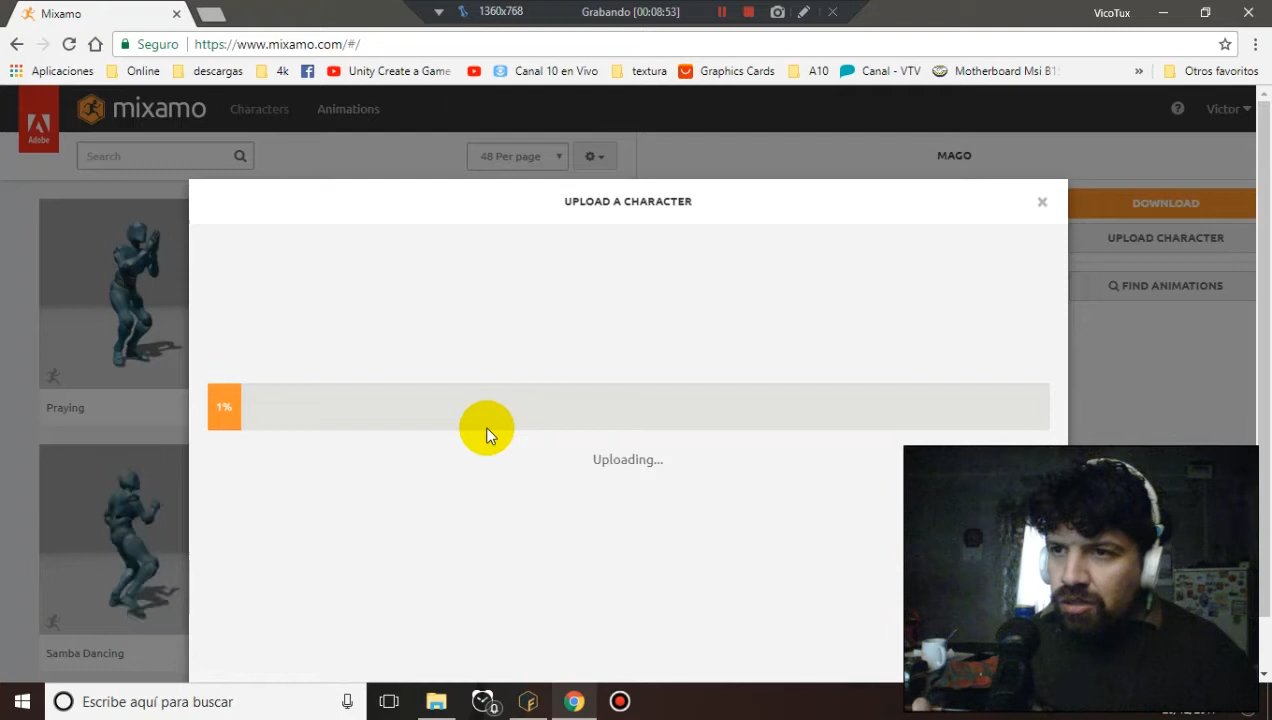 Mixamo
1360x768
Grabando [00:08:53]
VicoTux
Seguro
https://www.mixamo.com/#/
Aplicaciones
Online
descargas
4k
Unity Create a Game
Canal 10 en Vivo
textura
Graphics Cards
A10
Canal - VTV
Motherboard Msi B1
»
Otros favoritos
Adobe
mixamo
Characters
Animations
Victor
Search
48 Per page
MAGO
UPLOAD A CHARACTER
DOWNLOAD
UPLOAD CHARACTER
FIND ANIMATIONS
1%
Uploading...
Praying
Samba Dancing
Escribe aquí para buscar